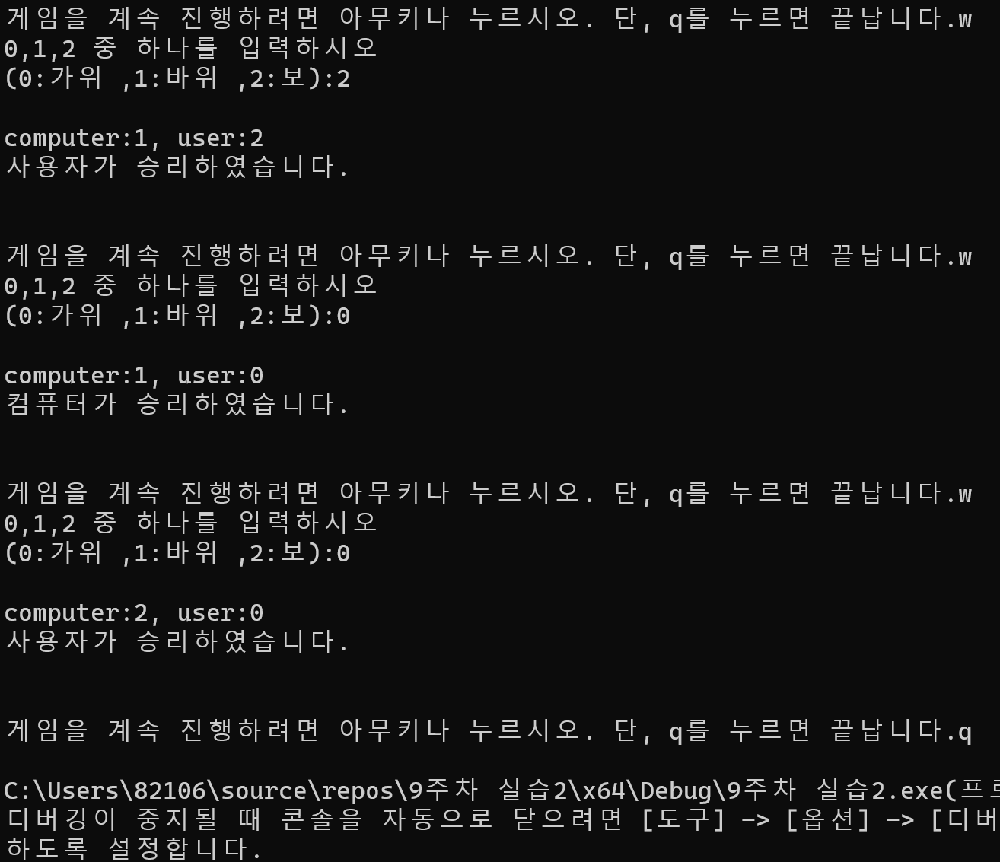 게임을 계속 진행하려면 아무키나 누르시오. 단, q를 누르면 끝납니다.w
0,1,2 중 하나를 입력하시오
(0:가위 ,1:바위 ,2:보):2
computer:1, user:2
사용자가 승리하였습니다.
게임을 계속 진행하려면 아무키나 누르시오. 단, q를 누르면 끝납니다.w
0,1,2 중 하나를 입력하시오
(0:가위 ,1:바위 ,2:보):0
computer:1, user:0
컴퓨터가 승리하였습니다.
게임을 계속 진행하려면 아무키나 누르시오. 단, q를 누르면 끝납니다.w
0,1,2 중 하나를 입력하시오
(0:가위 ,1:바위 ,2:보):0
computer:2, user:0
사용자가 승리하였습니다.
게임을 계속 진행하려면 아무키나 누르시오. 단, q를 누르면 끝납니다.q
C:\Users\82106\source\repos\9주차 실습2\x64\Debug\9주차 실습2.exe(프로
디버깅이 중지될 때 콘솔을 자동으로 닫으려면 [도구] -> [옵션] -> [디버
하도록 설정합니다.